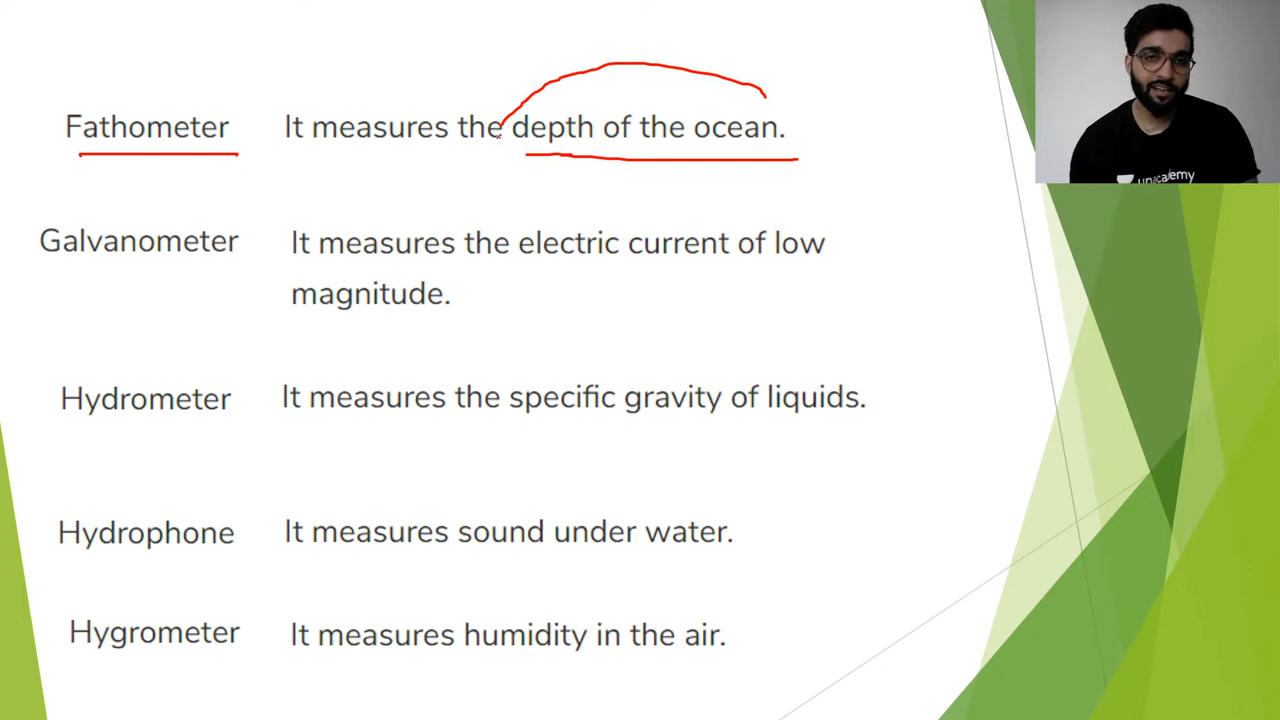 Fathometer It measures the depth of the ocean.
Galvanometer It measures the electric current of low
magnitude.
Hydrometer It measures the specific gravity of liquids.
Hydrophone It measures sound under water.
Hygrometer It measures humidity in the air.
unacademy